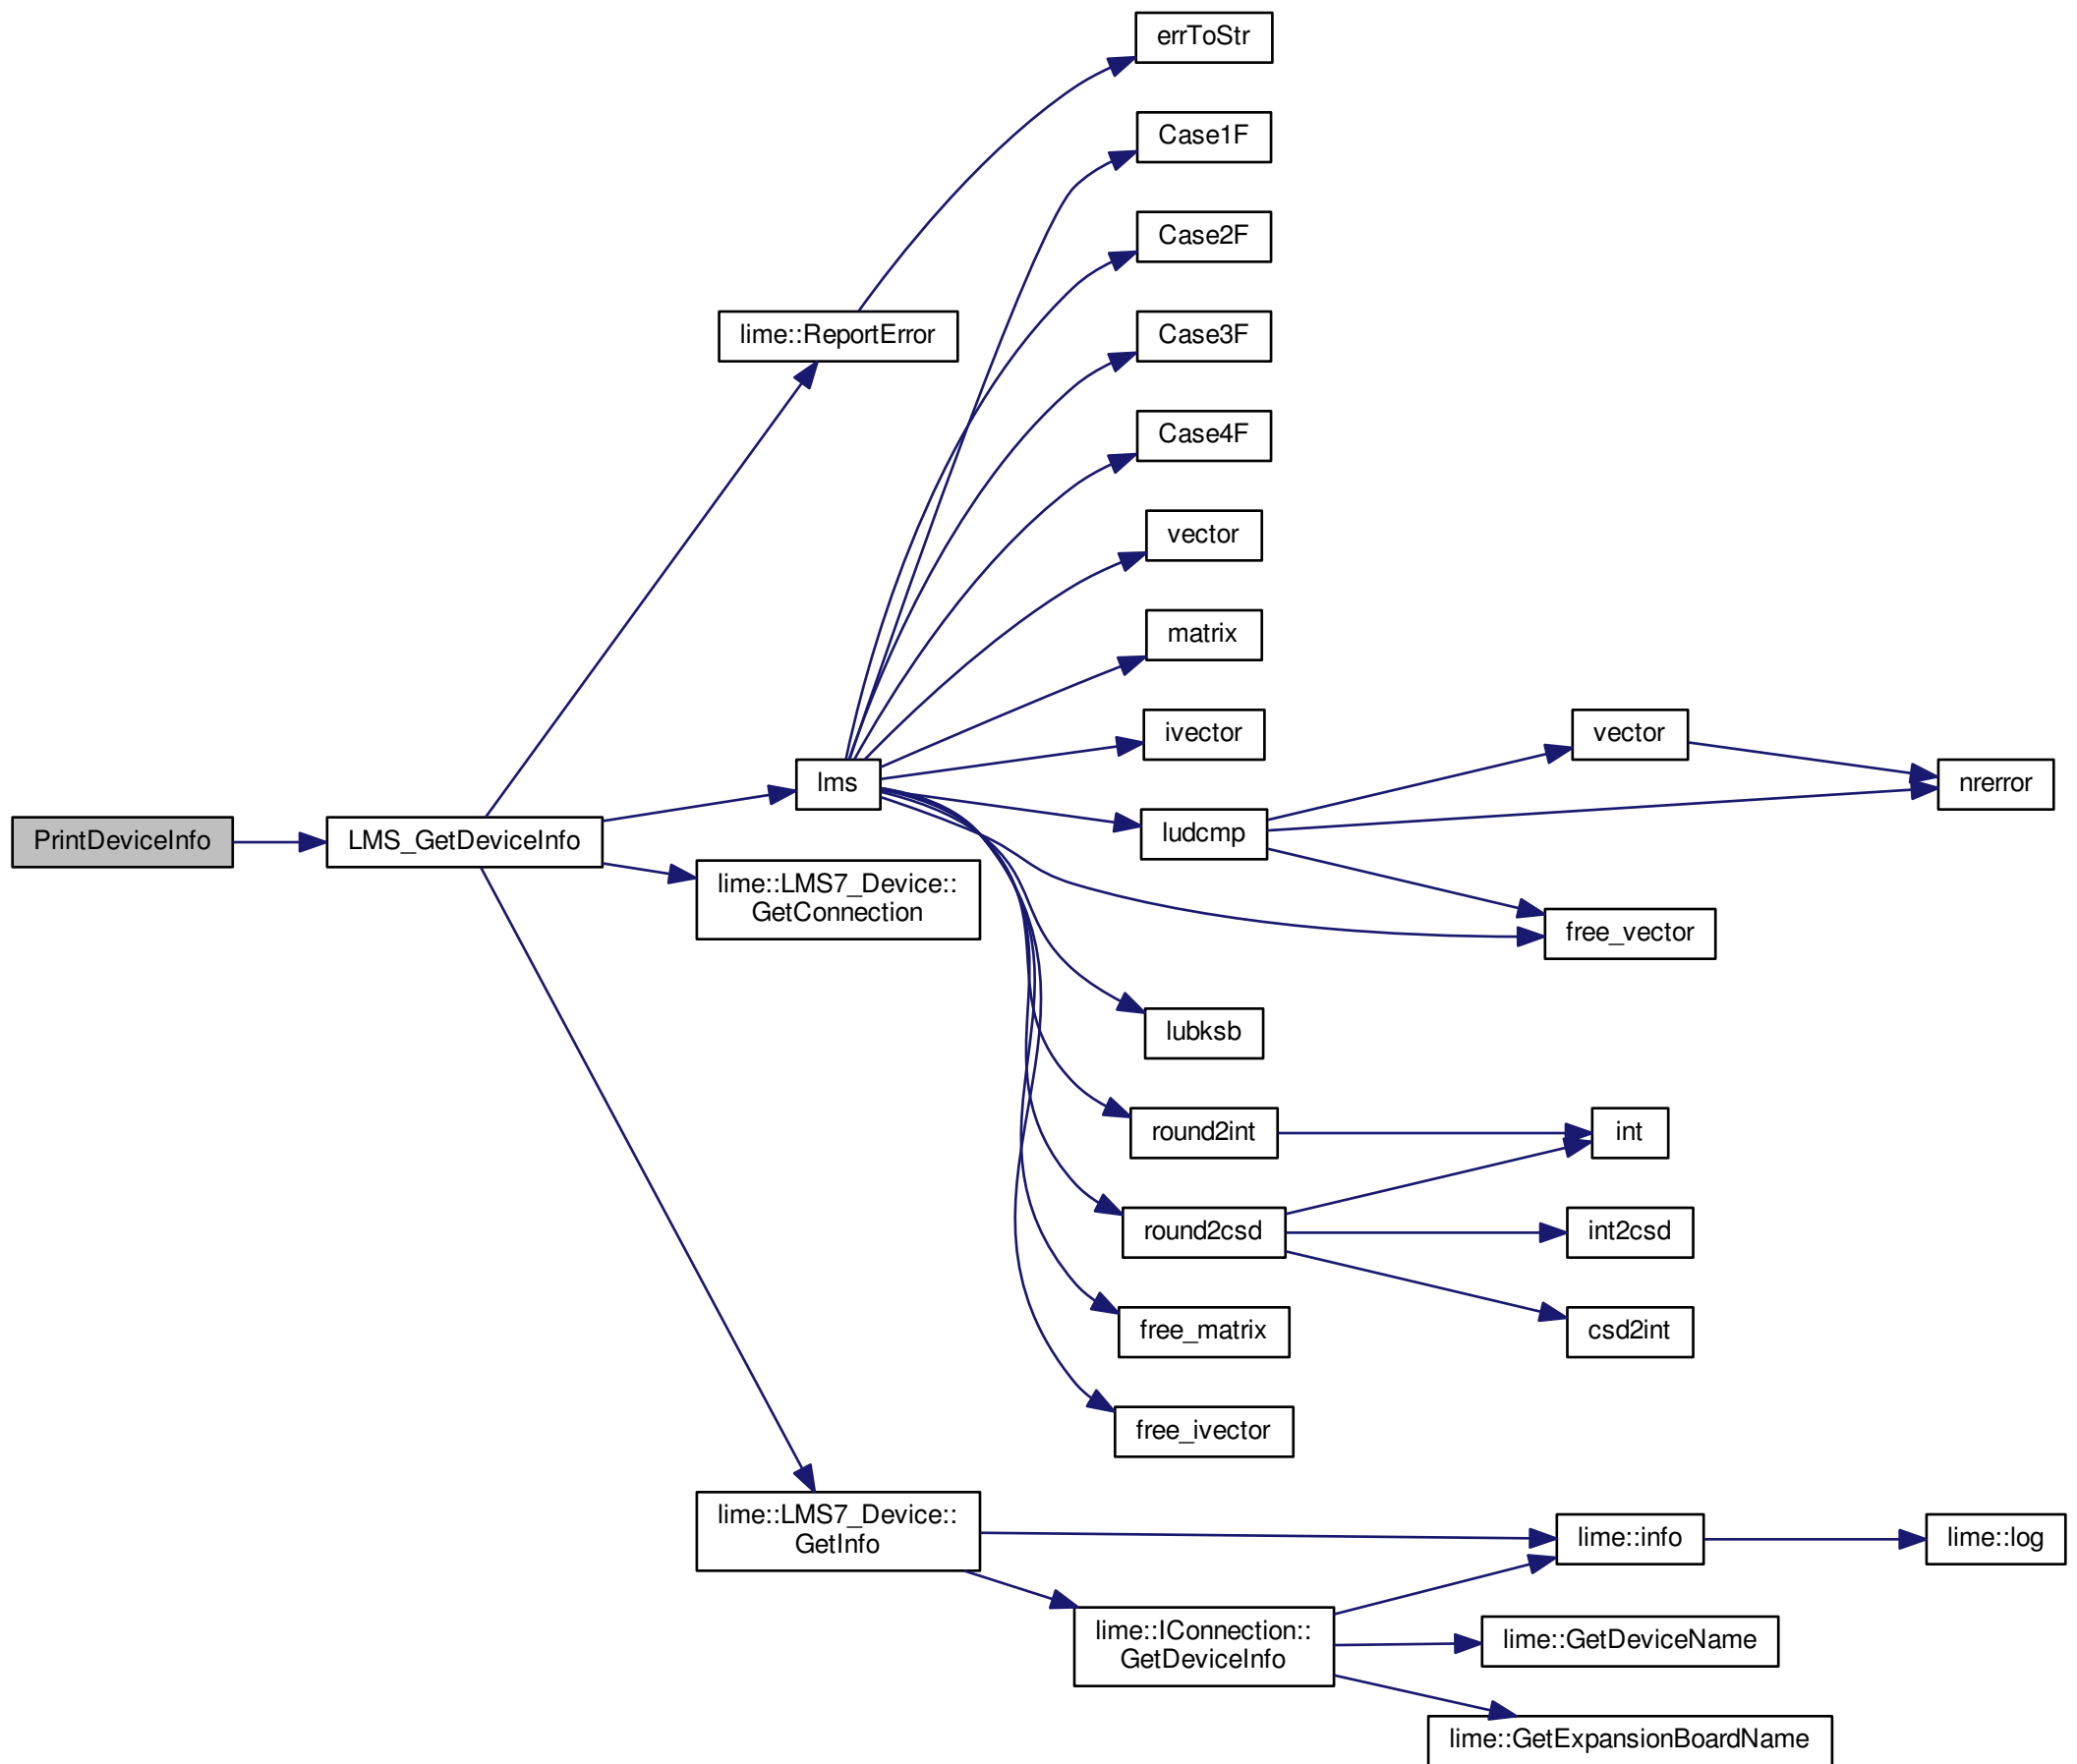 errToStr
Case1F
Case2F
lime::ReportError
Case3F
Case4F
vector
matrix
ivector
vector
lms
nrerror
ludcmp
PrintDeviceInfo
LMS_GetDeviceInfo
lime::LMS7_Device::
GetConnection
free_vector
lubksb
round2int
int
round2csd
int2csd
free_matrix
csd2int
free_ivector
lime::LMS7_Device::
GetInfo
lime::info
lime::log
lime::IConnection::
GetDeviceInfo
lime::GetDeviceName
lime::GetExpansionBoardName